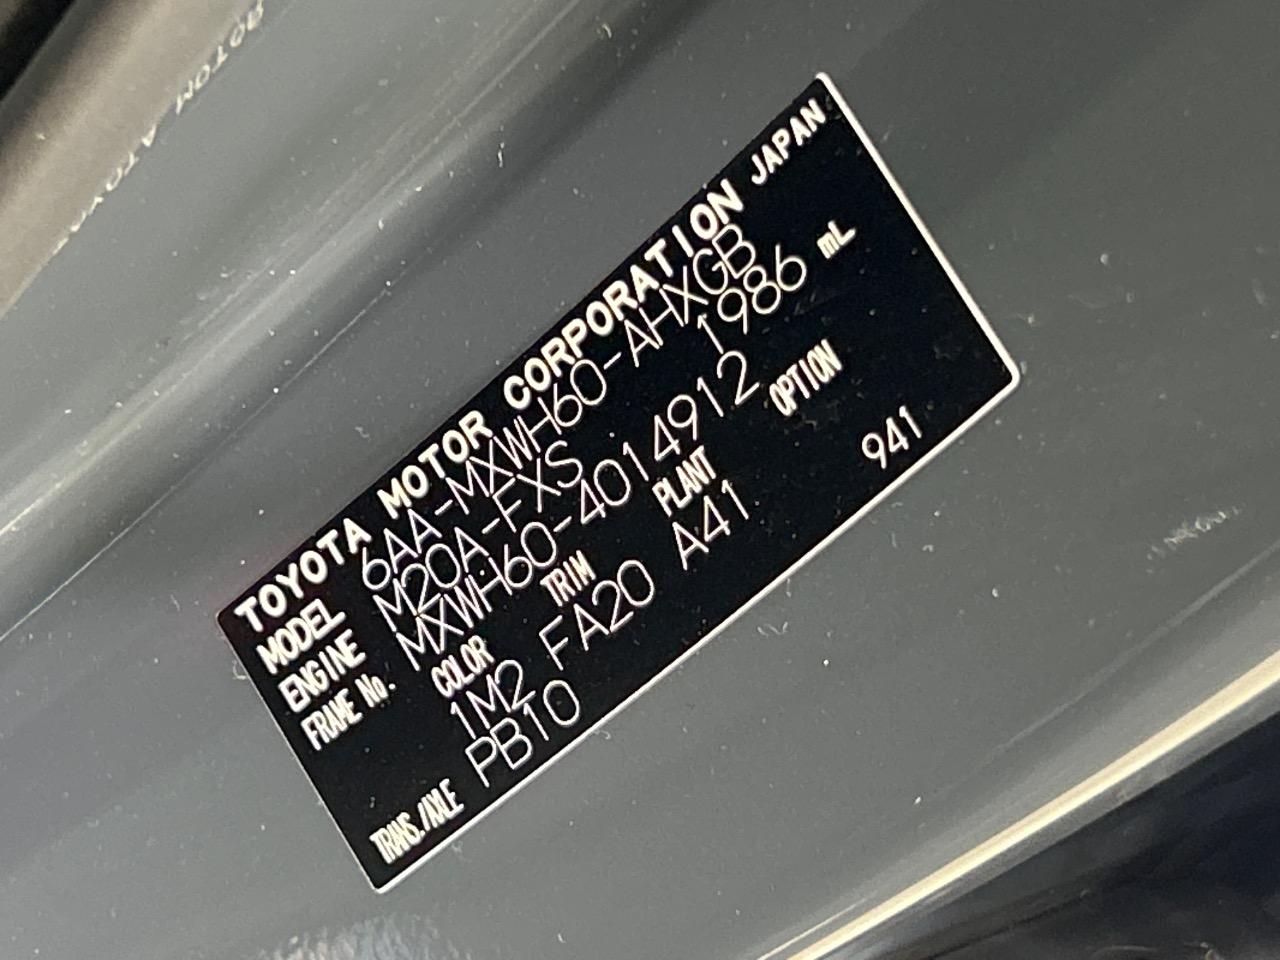 TOYOTA MOTOR CORPORATION JAPAN
MODEL 6AA-MXWH60-AHXGB
ENGINE M20A-FXS 1986 mL
FRAME No. MXWH60-4014912
COLOR TRIM PLANT OPTION
1M2 FA20 A41 941
TRANS./AXLE PB10